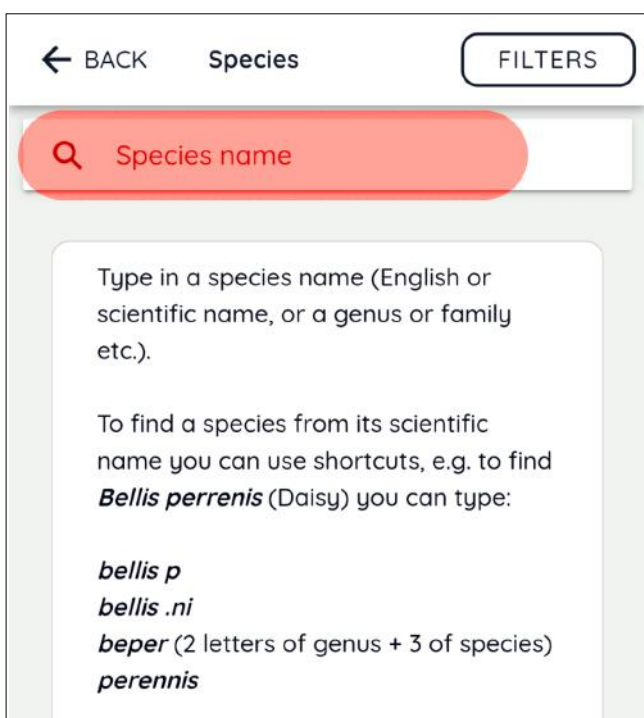 ← BACK Species FILTERS
Species name
Type in a species name (English or
scientific name, or a genus or family
etc.).
To find a species from its scientific
name you can use shortcuts, e.g. to find
Bellis perrenis (Daisy) you can type:
bellis p
bellis .ni
beper (2 letters of genus + 3 of species)
perennis